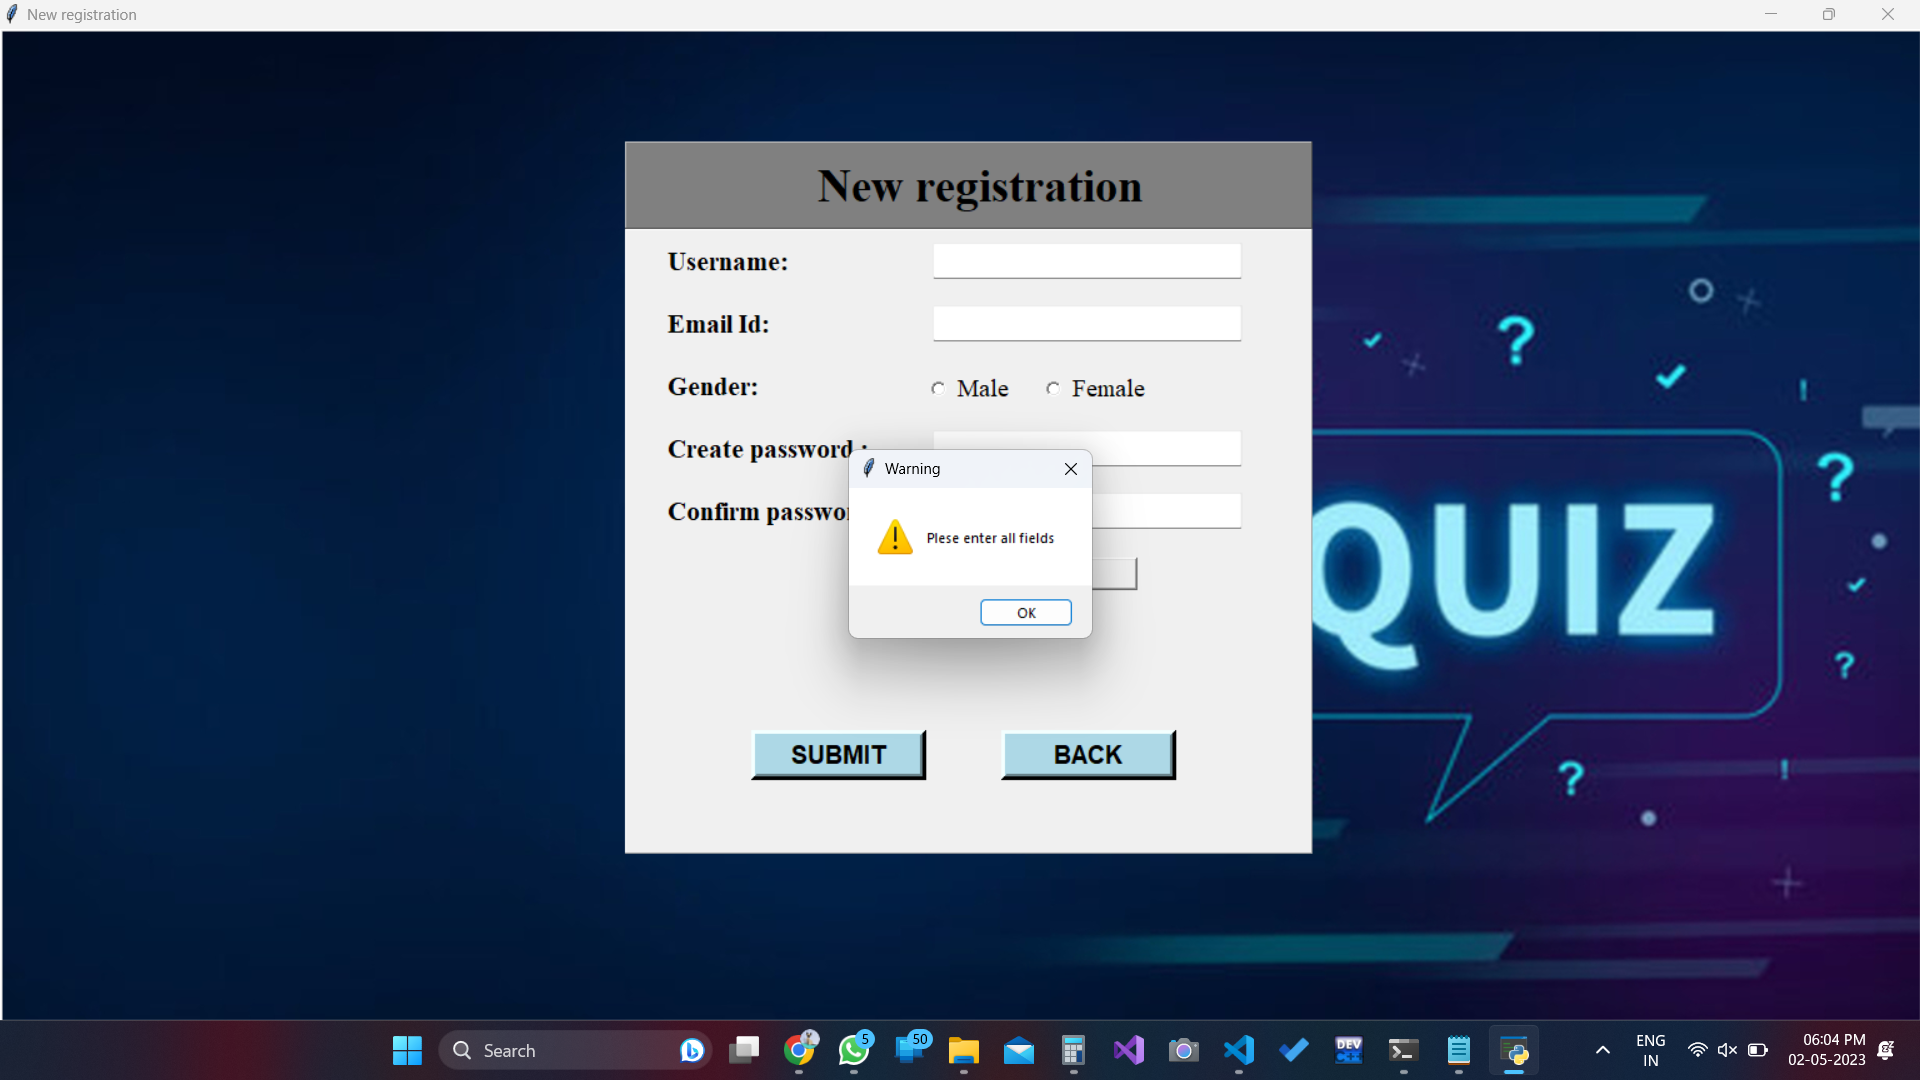 New registration
New registration
Username:
Email Id:
Gender:
Male
Female
Create password :
Confirm passwor
Warning
Plese enter all fields
OK
SUBMIT
BACK
QUIZ
Search
5
50
DEV
C++
ENG
IN
06:04 PM
02-05-2023